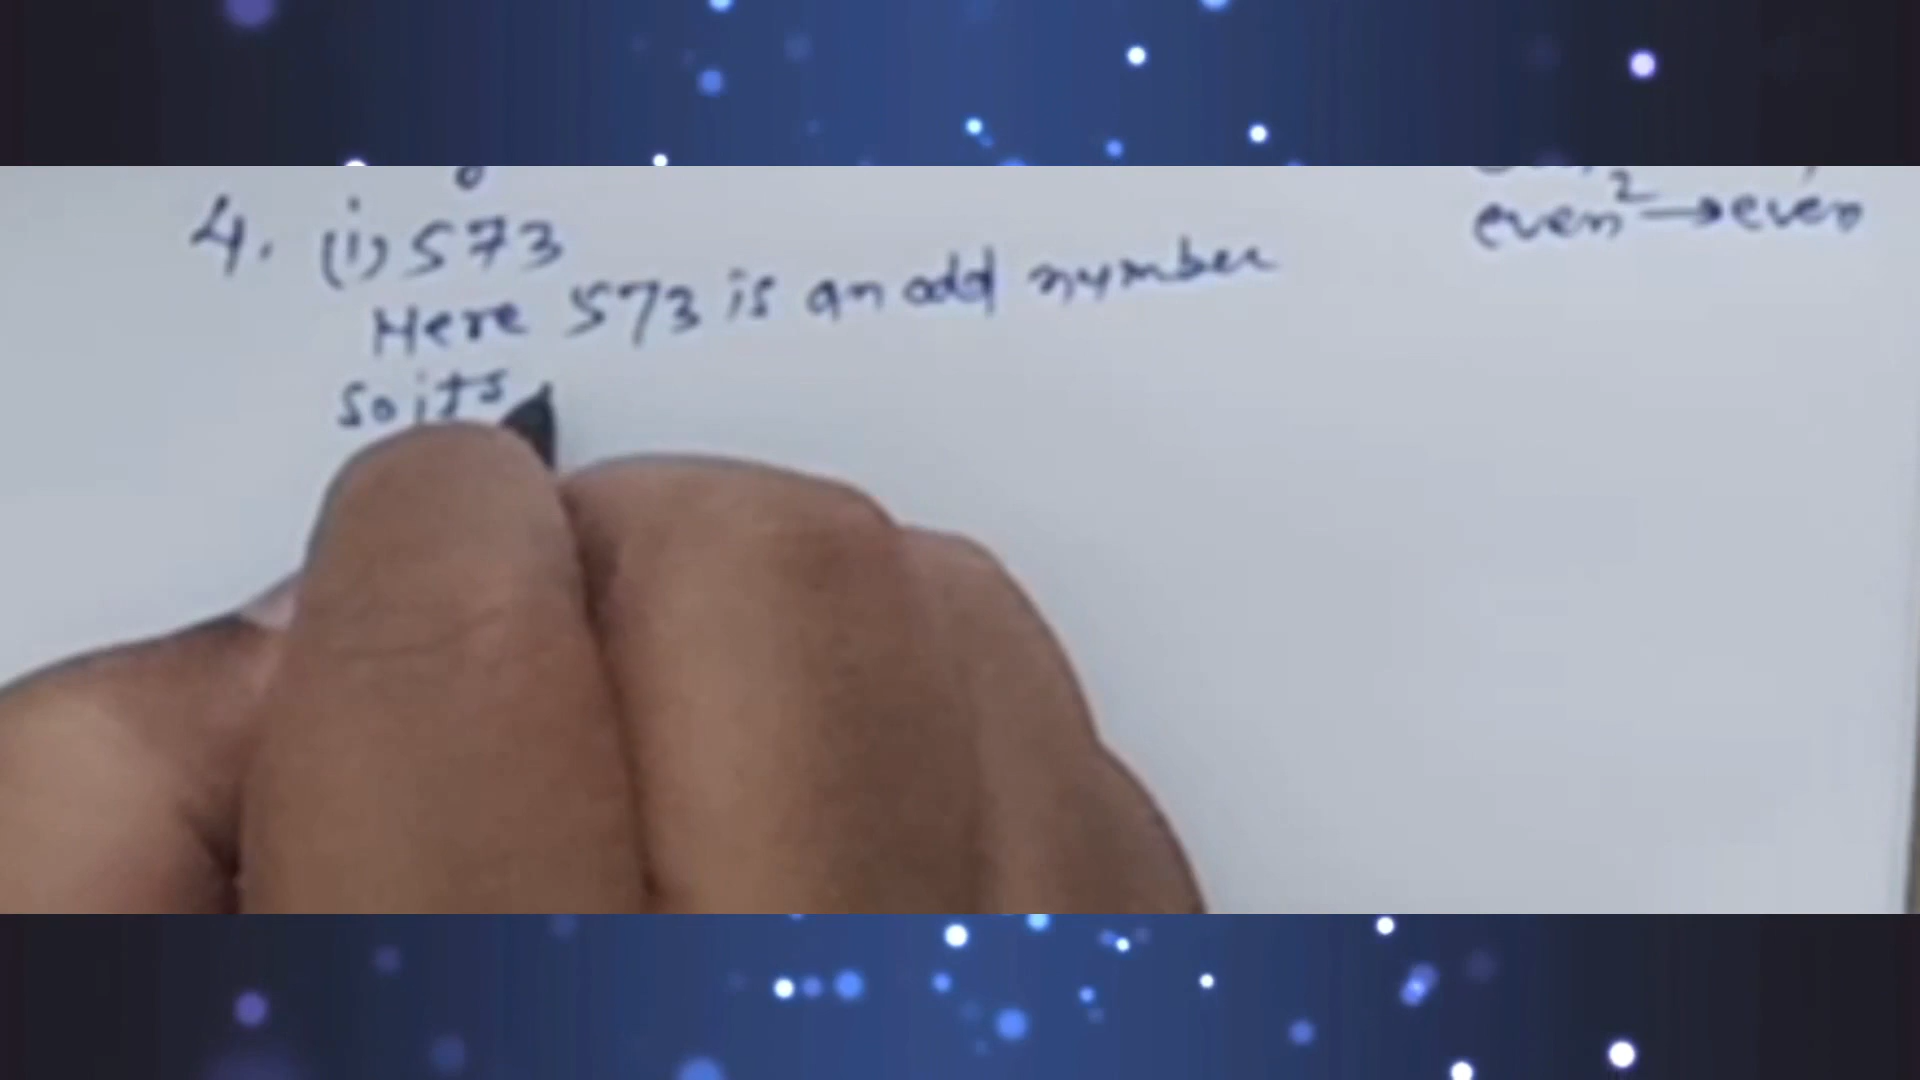 even² → even
4. (i) 573
Here 573 is an odd number
So its